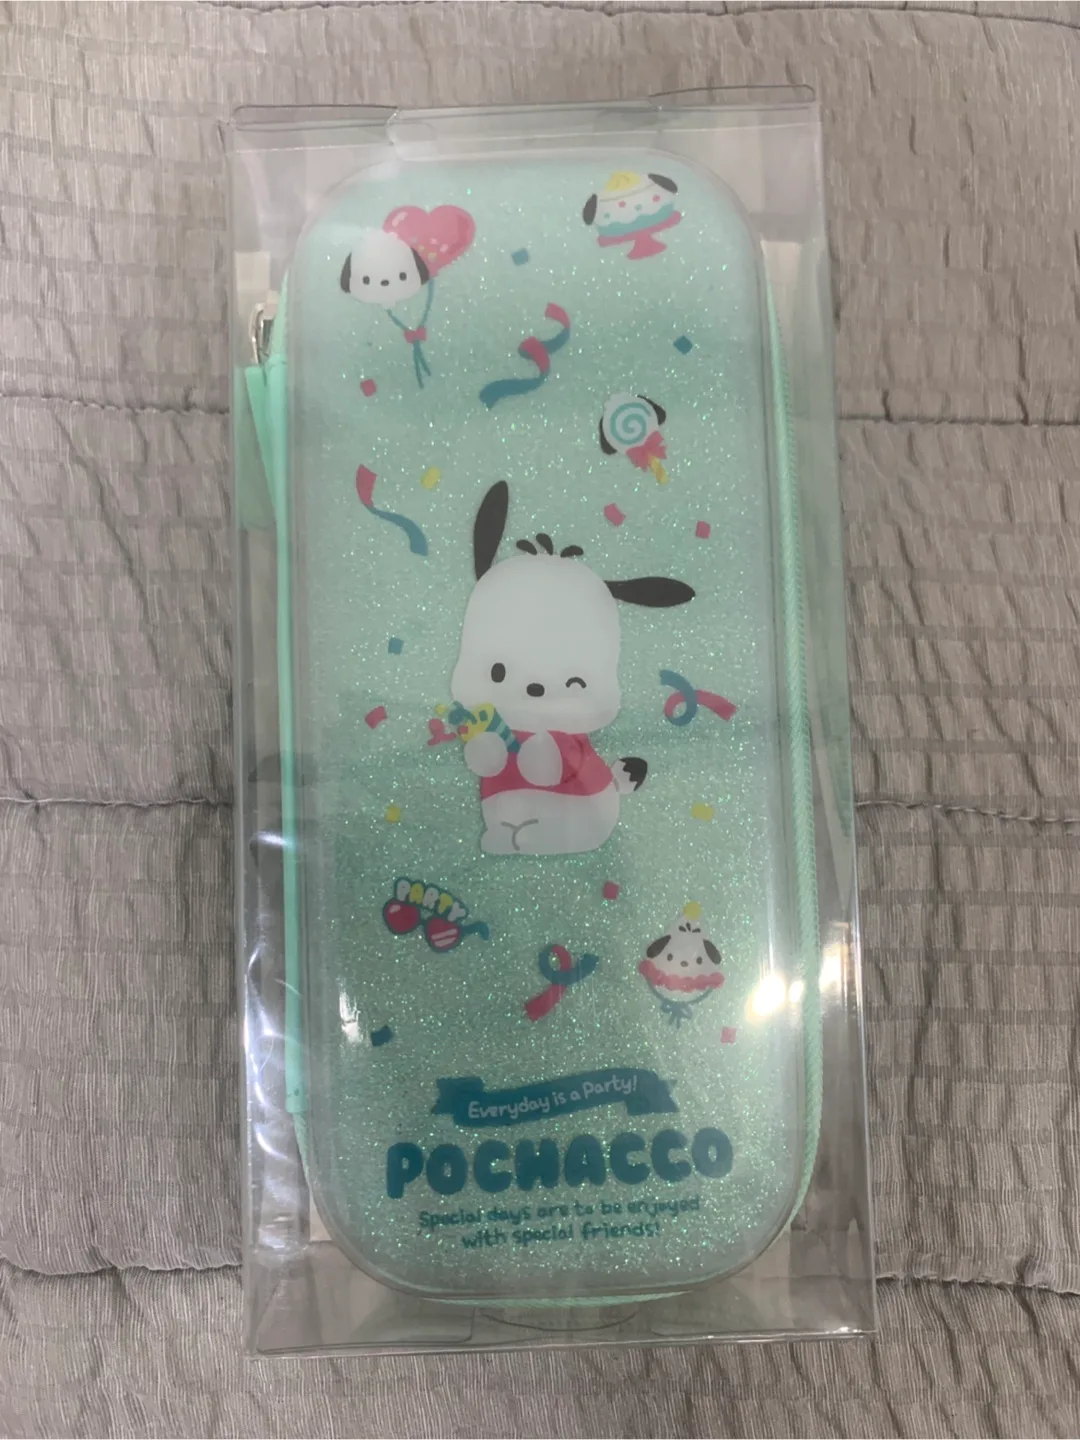 PARTY
Everyday is a Party!
POCHACCO
Special days are to be enjoyed
with special friends!